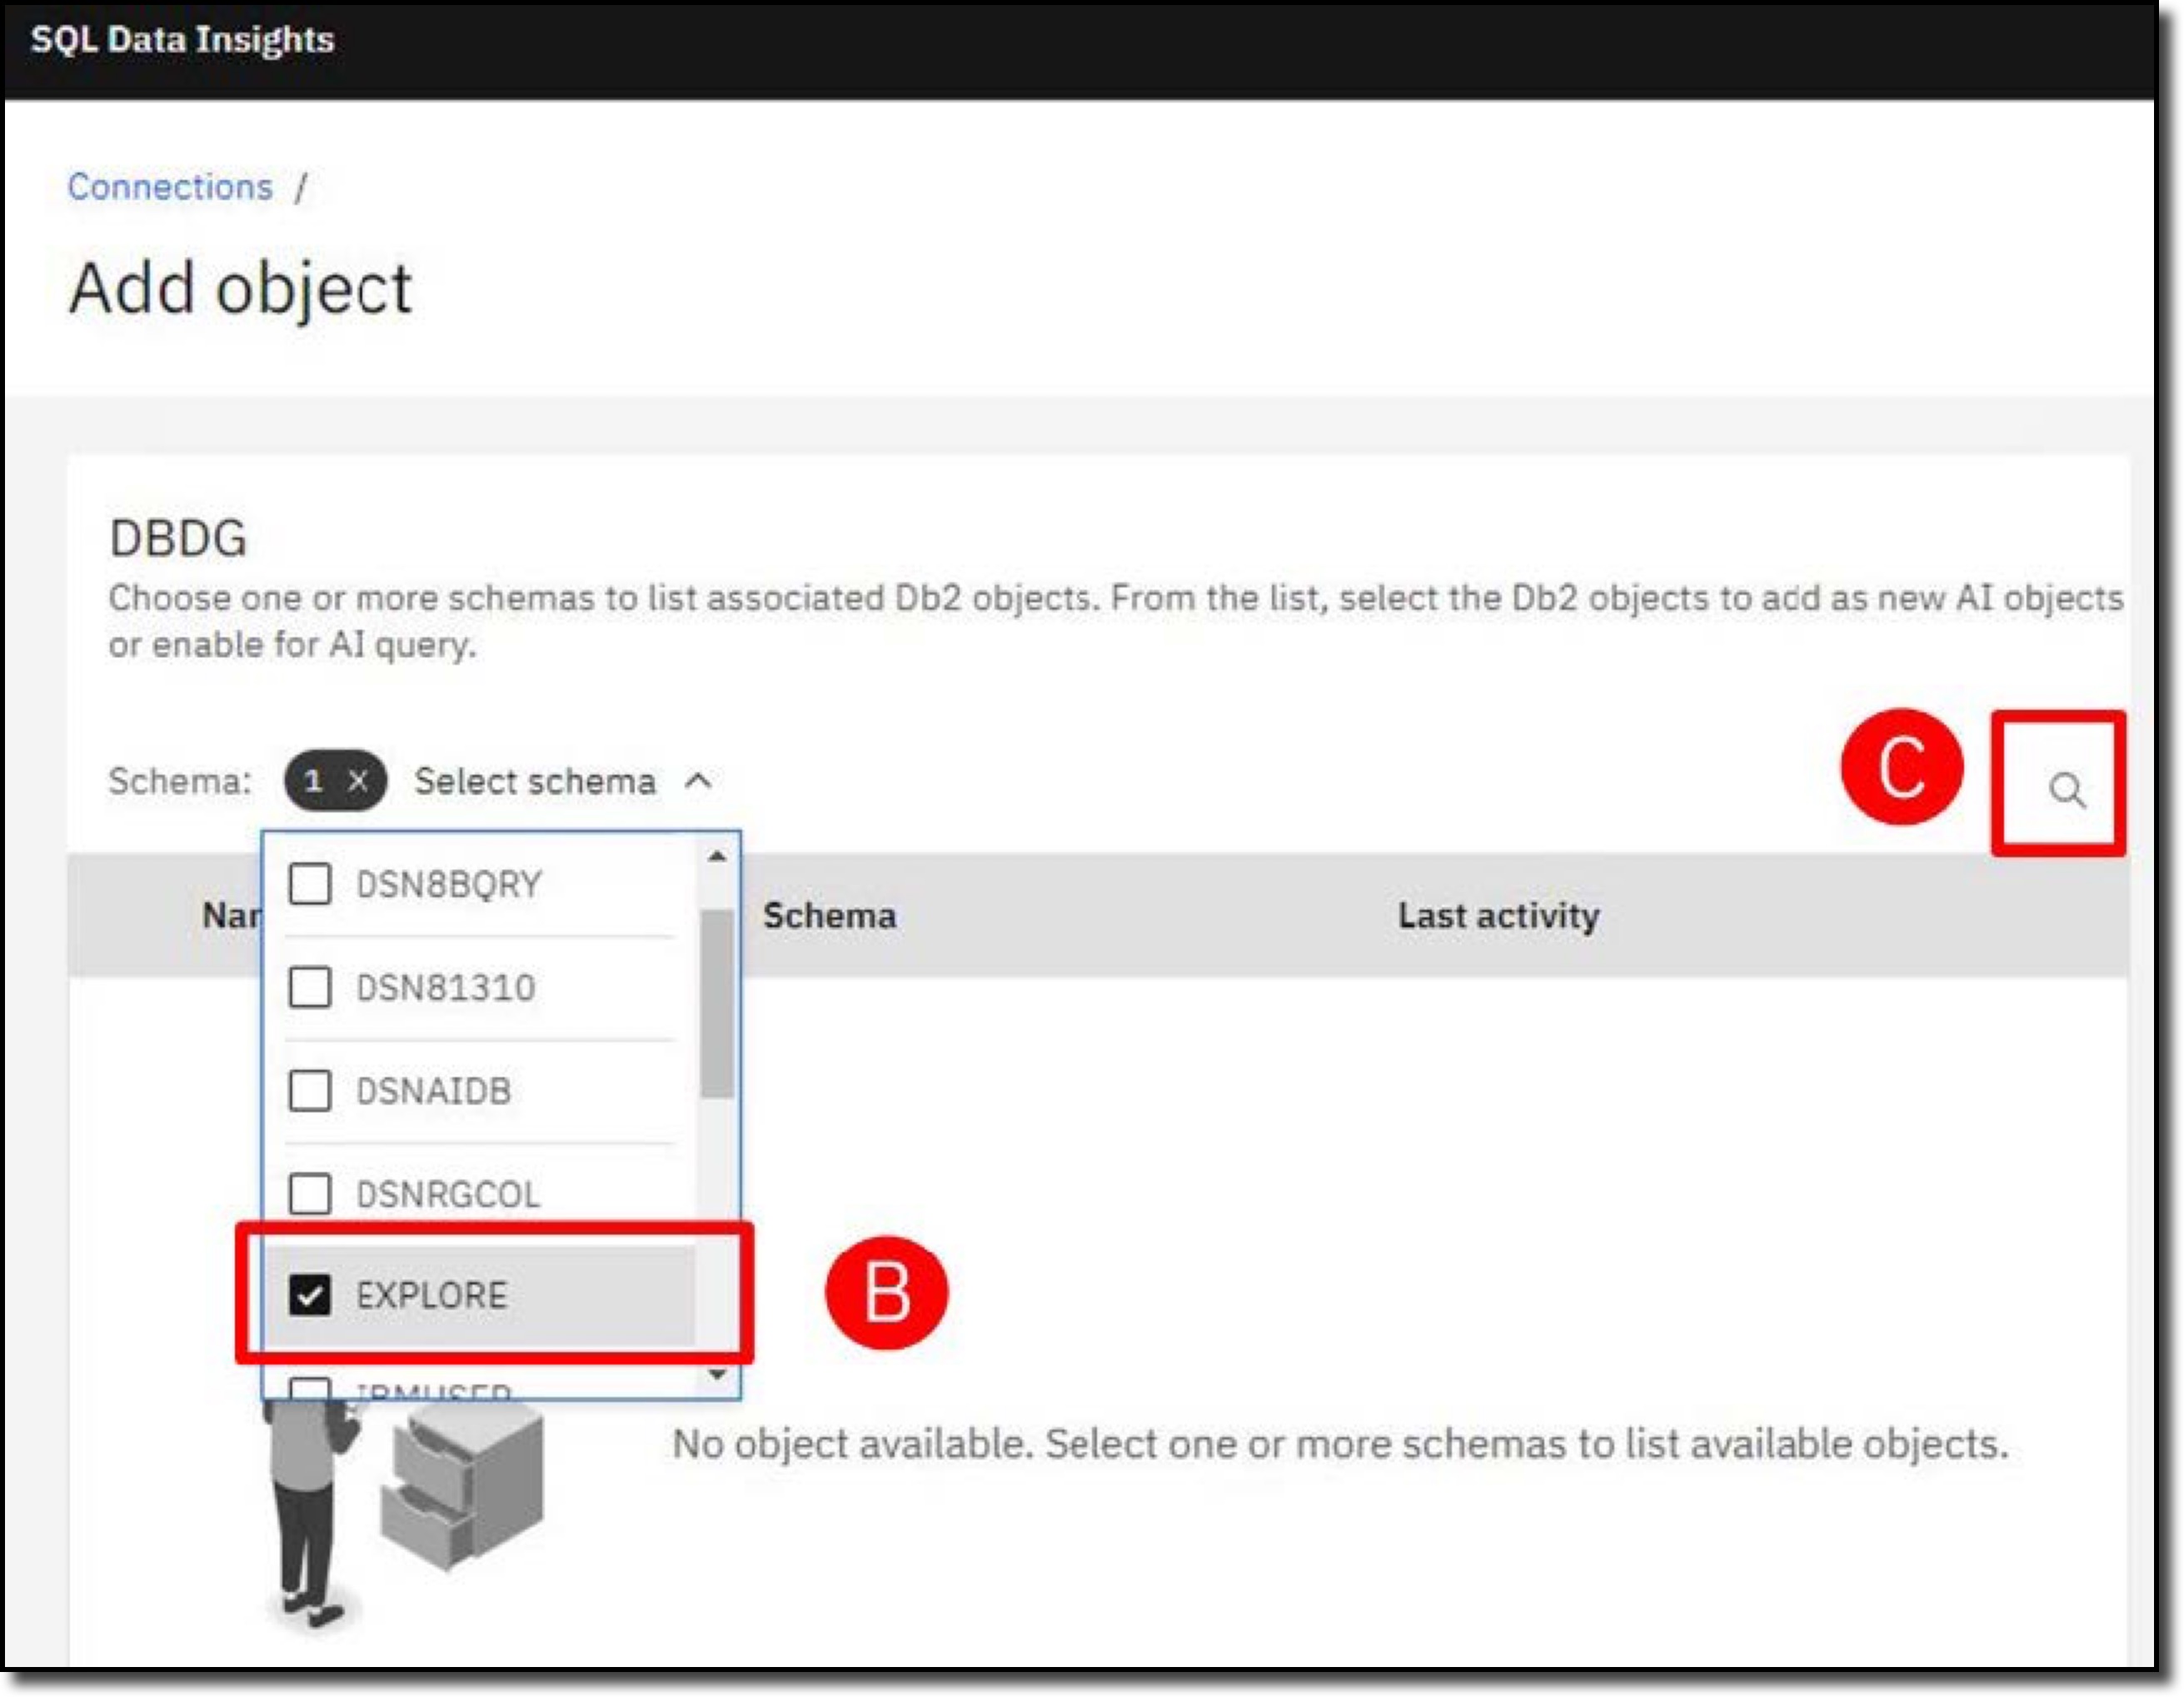 SQL Data Insights
Connections /
Add object
DBDG
Choose one or more schemas to list associated Db2 objects. From the list, select the Db2 objects to add as new AI objects
or enable for AI query.
C
Schema: 1 × Select schema
DSN8BQRY
Nar Schema Last activity
DSN81310
DSNAIDB
DSNRGCOL
EXPLORE
B
IBMUSER
No object available. Select one or more schemas to list available objects.